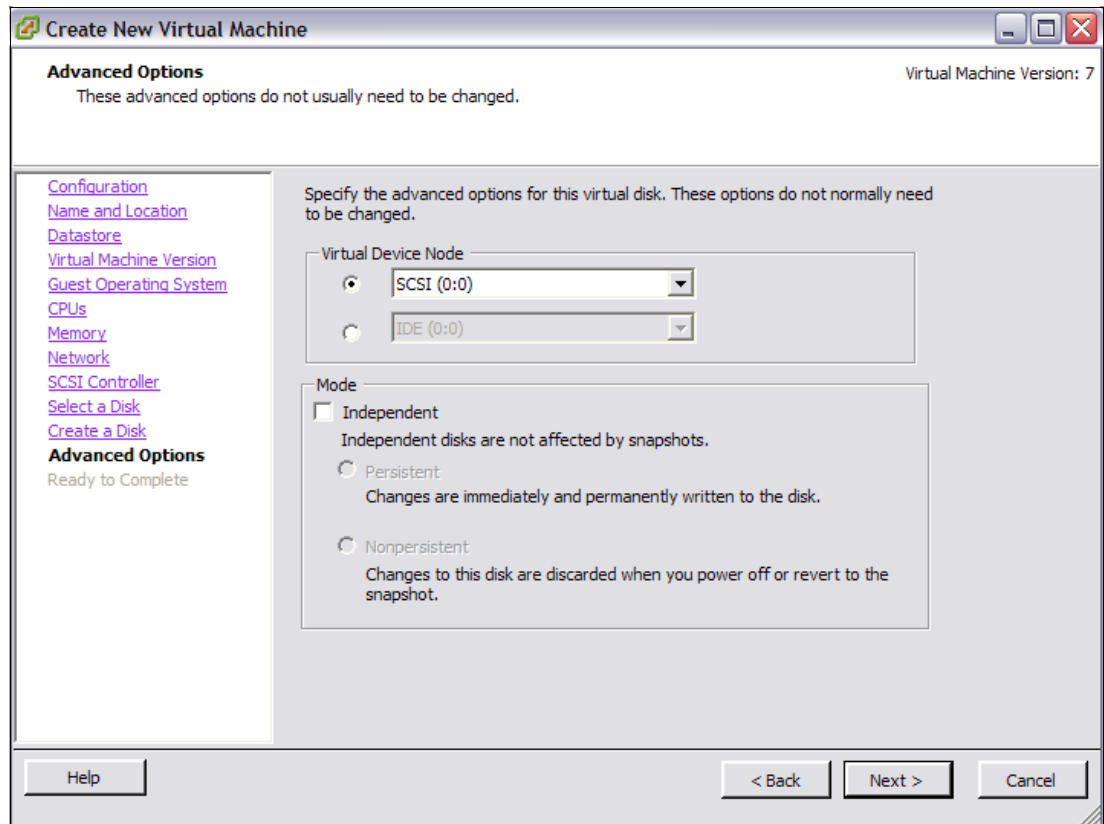 Create New Virtual Machine
Advanced Options
These advanced options do not usually need to be changed.
Virtual Machine Version: 7
Configuration
Name and Location
Datastore
Virtual Machine Version
Guest Operating System
CPUs
Memory
Network
SCSI Controller
Select a Disk
Create a Disk
Advanced Options
Ready to Complete
Specify the advanced options for this virtual disk. These options do not normally need
to be changed.
Virtual Device Node
SCSI (0:0)
IDE (0:0)
Mode
Independent
Independent disks are not affected by snapshots.
Persistent
Changes are immediately and permanently written to the disk.
Nonpersistent
Changes to this disk are discarded when you power off or revert to the
snapshot.
Help
< Back
Next >
Cancel